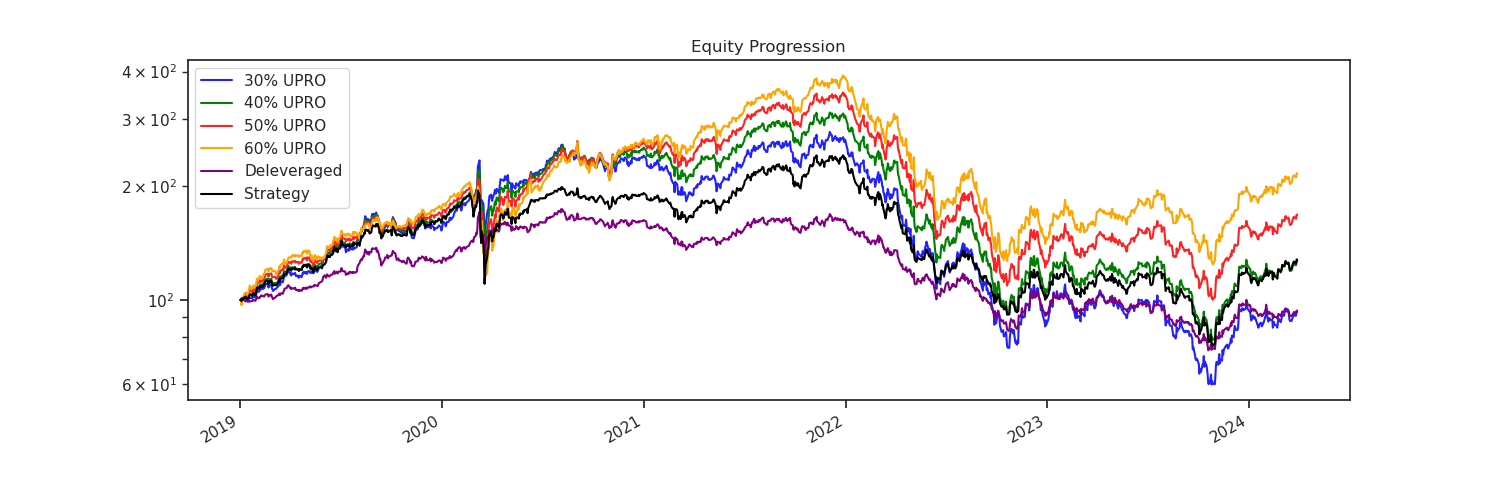 Equity Progression
4 × 10²
3 × 10²
2 × 10²
10²
6 × 10¹
30% UPRO
40% UPRO
50% UPRO
60% UPRO
Deleveraged
Strategy
2019
2020
2021
2022
2023
2024